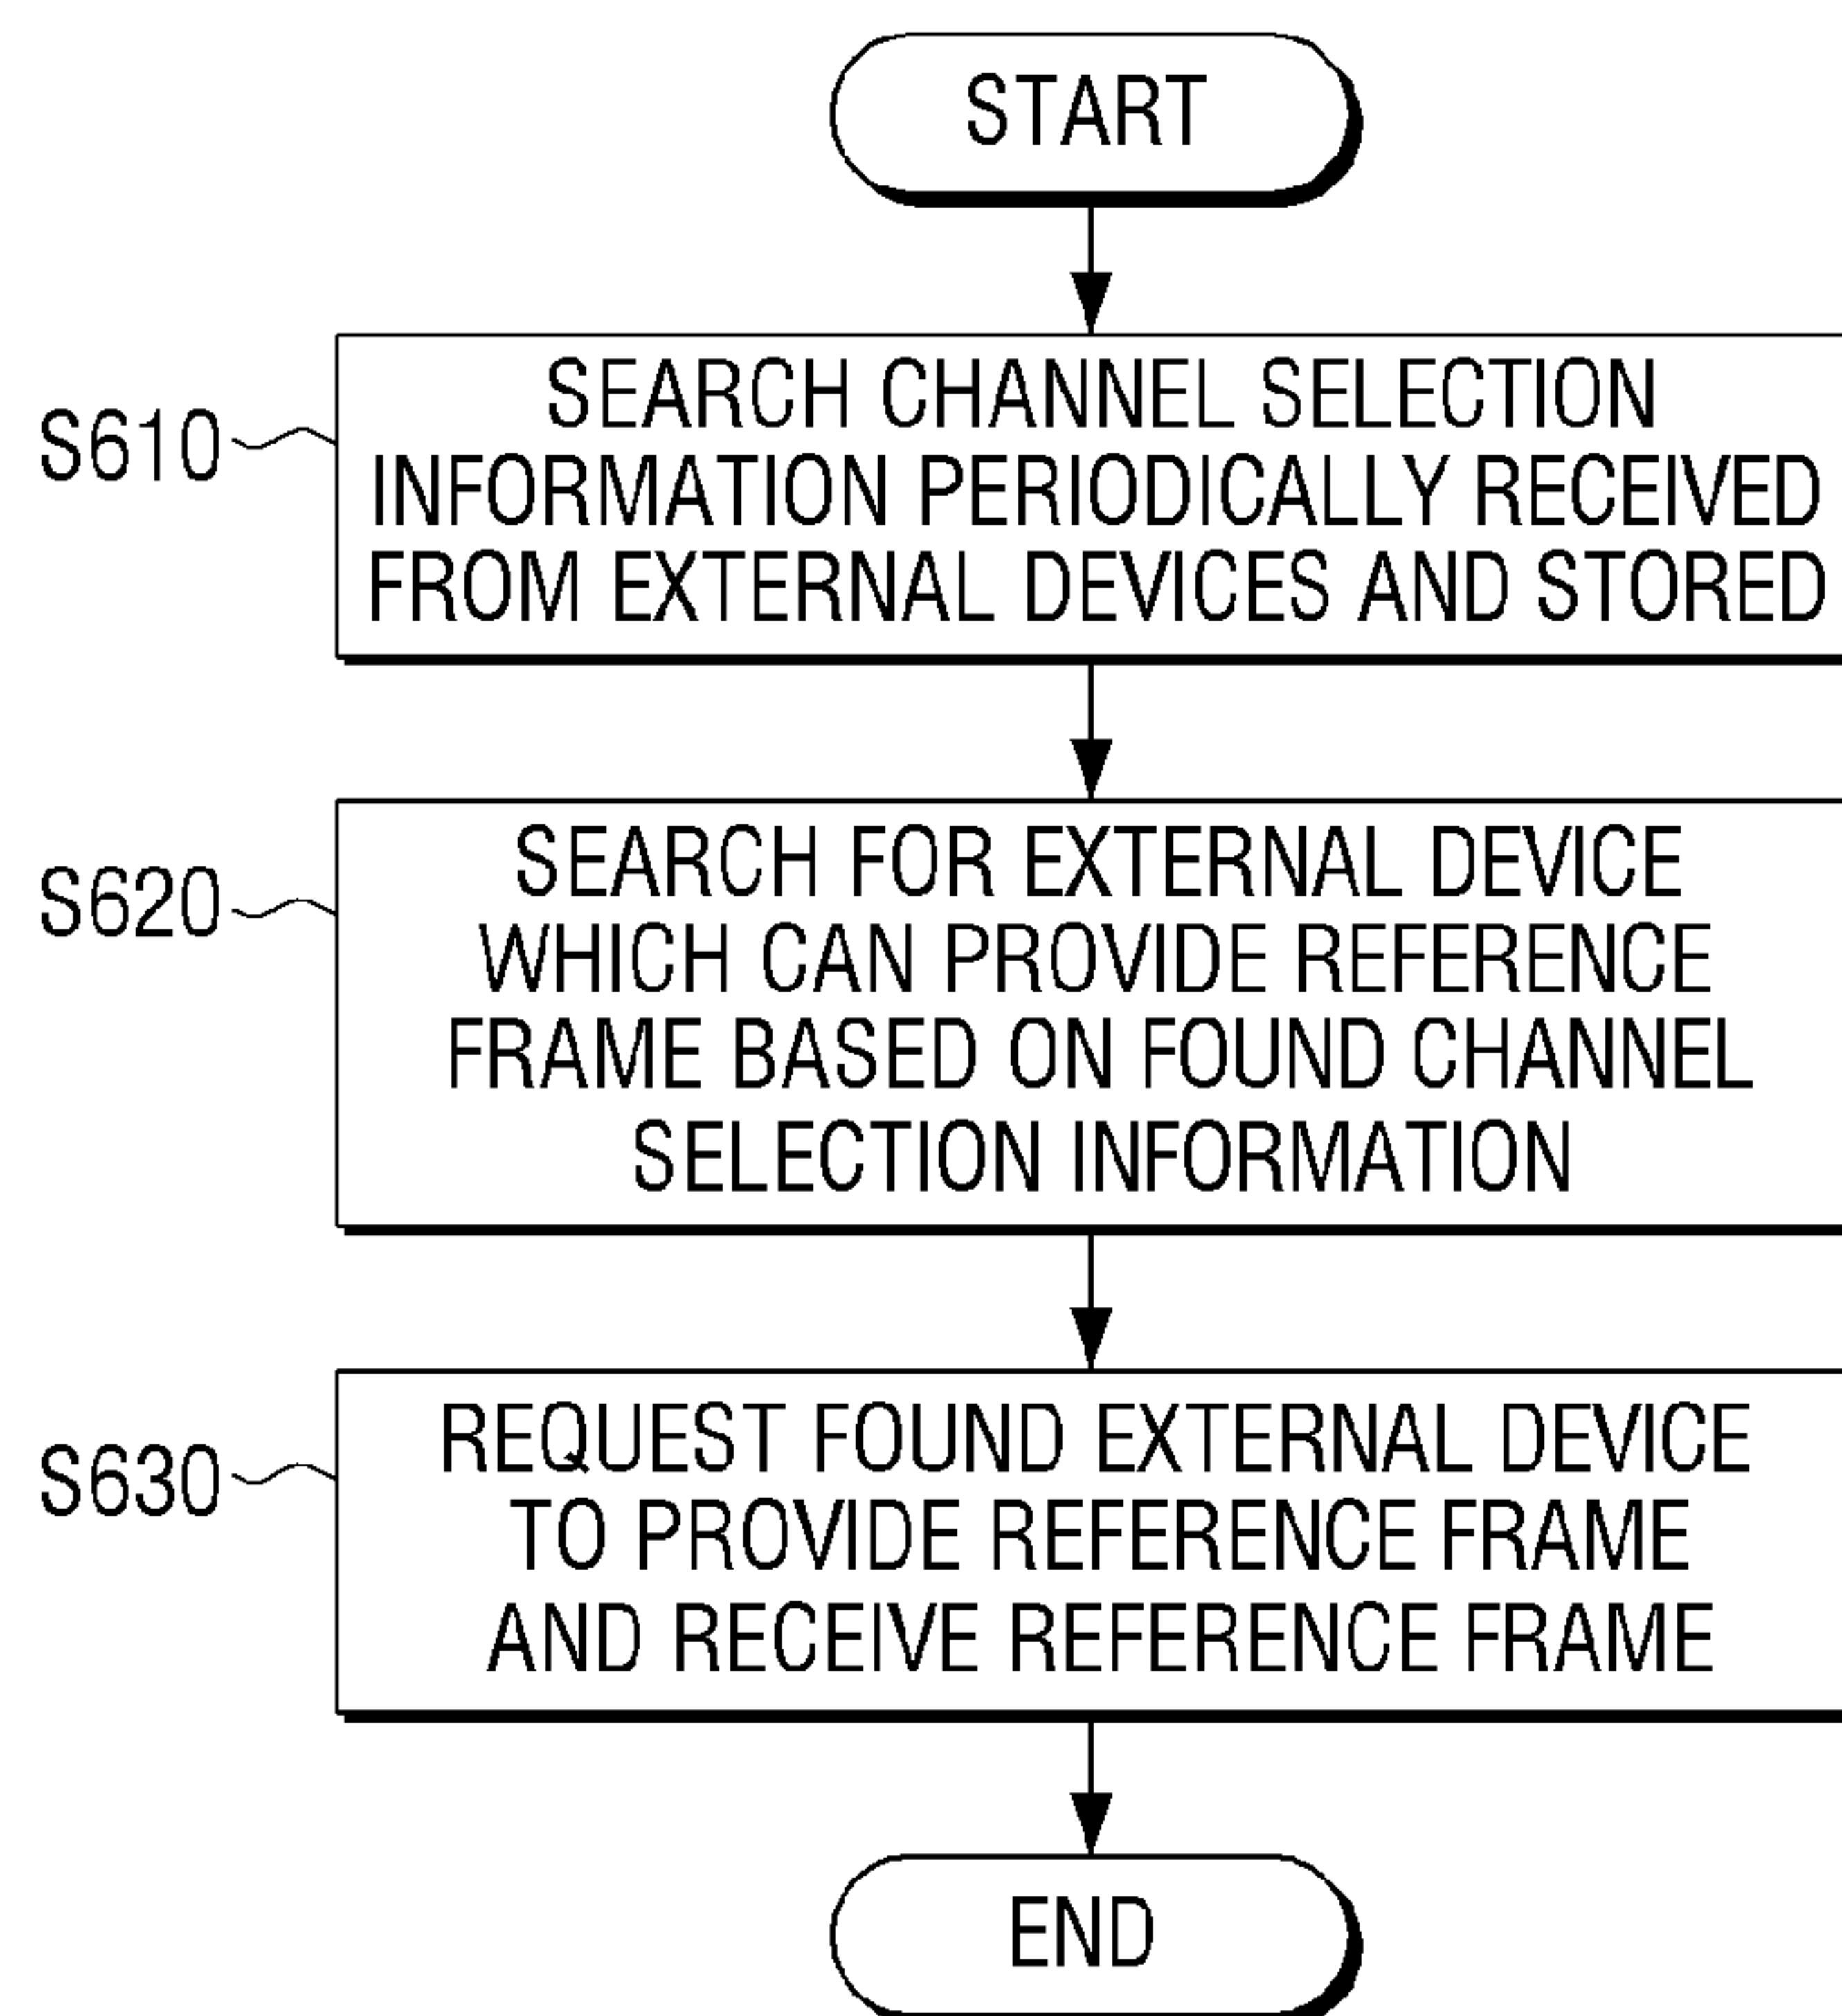 START
S610
SEARCH CHANNEL SELECTION
INFORMATION PERIODICALLY RECEIVED
FROM EXTERNAL DEVICES AND STORED
S620
SEARCH FOR EXTERNAL DEVICE
WHICH CAN PROVIDE REFERENCE
FRAME BASED ON FOUND CHANNEL
SELECTION INFORMATION
S630
REQUEST FOUND EXTERNAL DEVICE
TO PROVIDE REFERENCE FRAME
AND RECEIVE REFERENCE FRAME
END